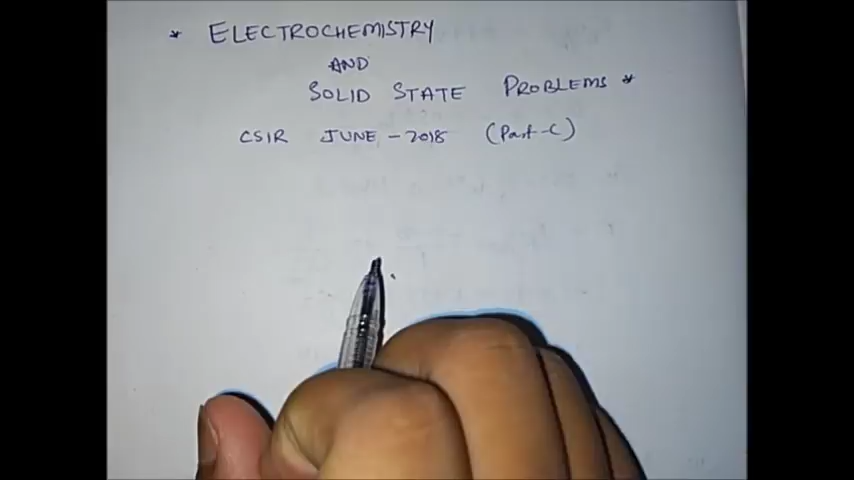 * ELECTROCHEMISTRY
AND
SOLID STATE PROBLEMS *
CSIR JUNE - 2018 (Part-C)